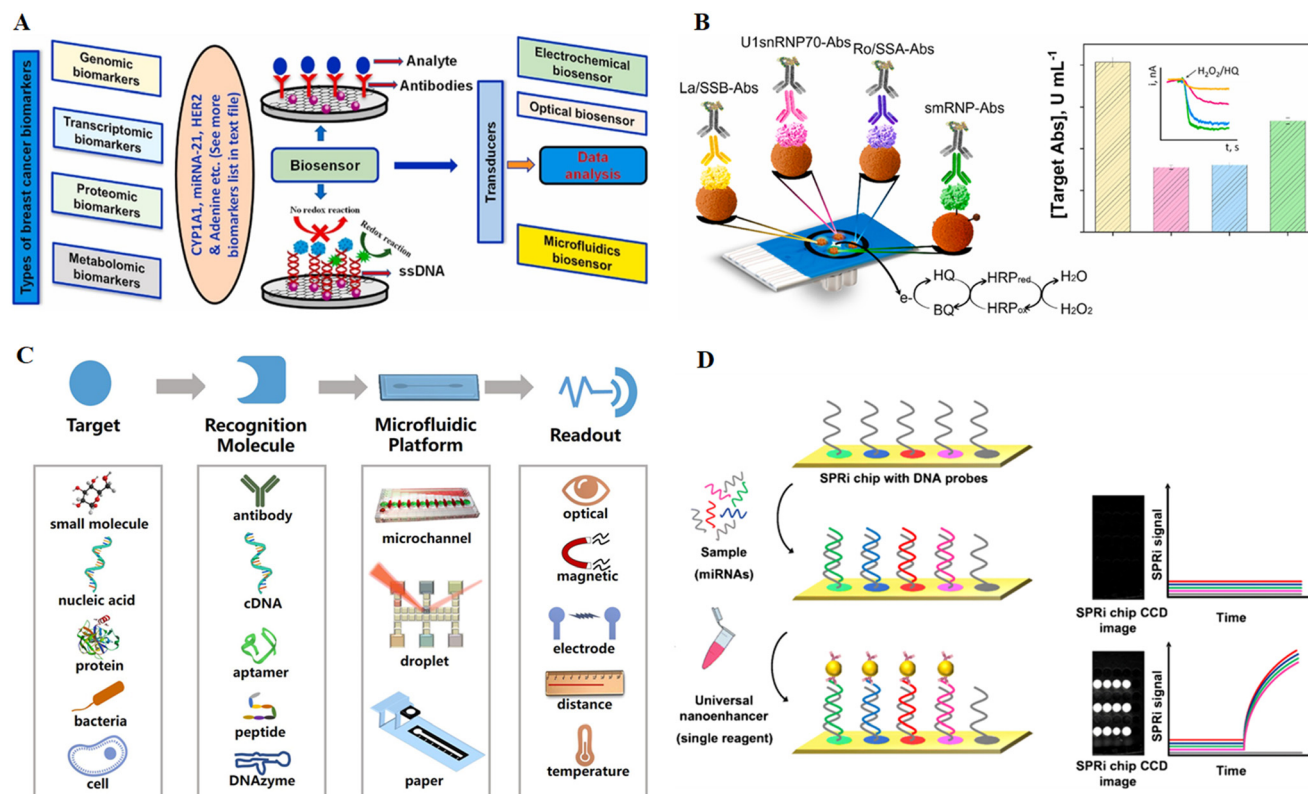 A
Types of breast cancer biomarkers
Genomic
biomarkers
Transcriptomic
biomarkers
Proteomic
biomarkers
Metabolomic
biomarkers
CYP1A1, miRNA-21, HER2
& Adenine etc. (See more
biomarkers list in text file)
Analyte
Antibodies
Biosensor
No redox reaction
Redox reaction
ssDNA
Transducers
Electrochemical
biosensor
Optical biosensor
Data
analysis
Microfluidics
biosensor
B
La/SSB-Abs
U1snRNP70-Abs
Ro/SSA-Abs
smRNP-Abs
e-
HQ
BQ
HRPred
HRPox
H2O
H2O2
[Target Abs], U mL-1
i, nA
H2O2/HQ
t, s
C
Target
Recognition
Molecule
Microfluidic
Platform
Readout
small molecule
nucleic acid
protein
bacteria
cell
antibody
cDNA
aptamer
peptide
DNAzyme
microchannel
droplet
paper
optical
magnetic
electrode
distance
temperature
D
SPRi chip with DNA probes
Sample
(miRNAs)
Universal
nanoenhancer
(single reagent)
SPRi chip CCD
image
SPRi signal
Time
SPRi chip CCD
image
SPRi signal
Time